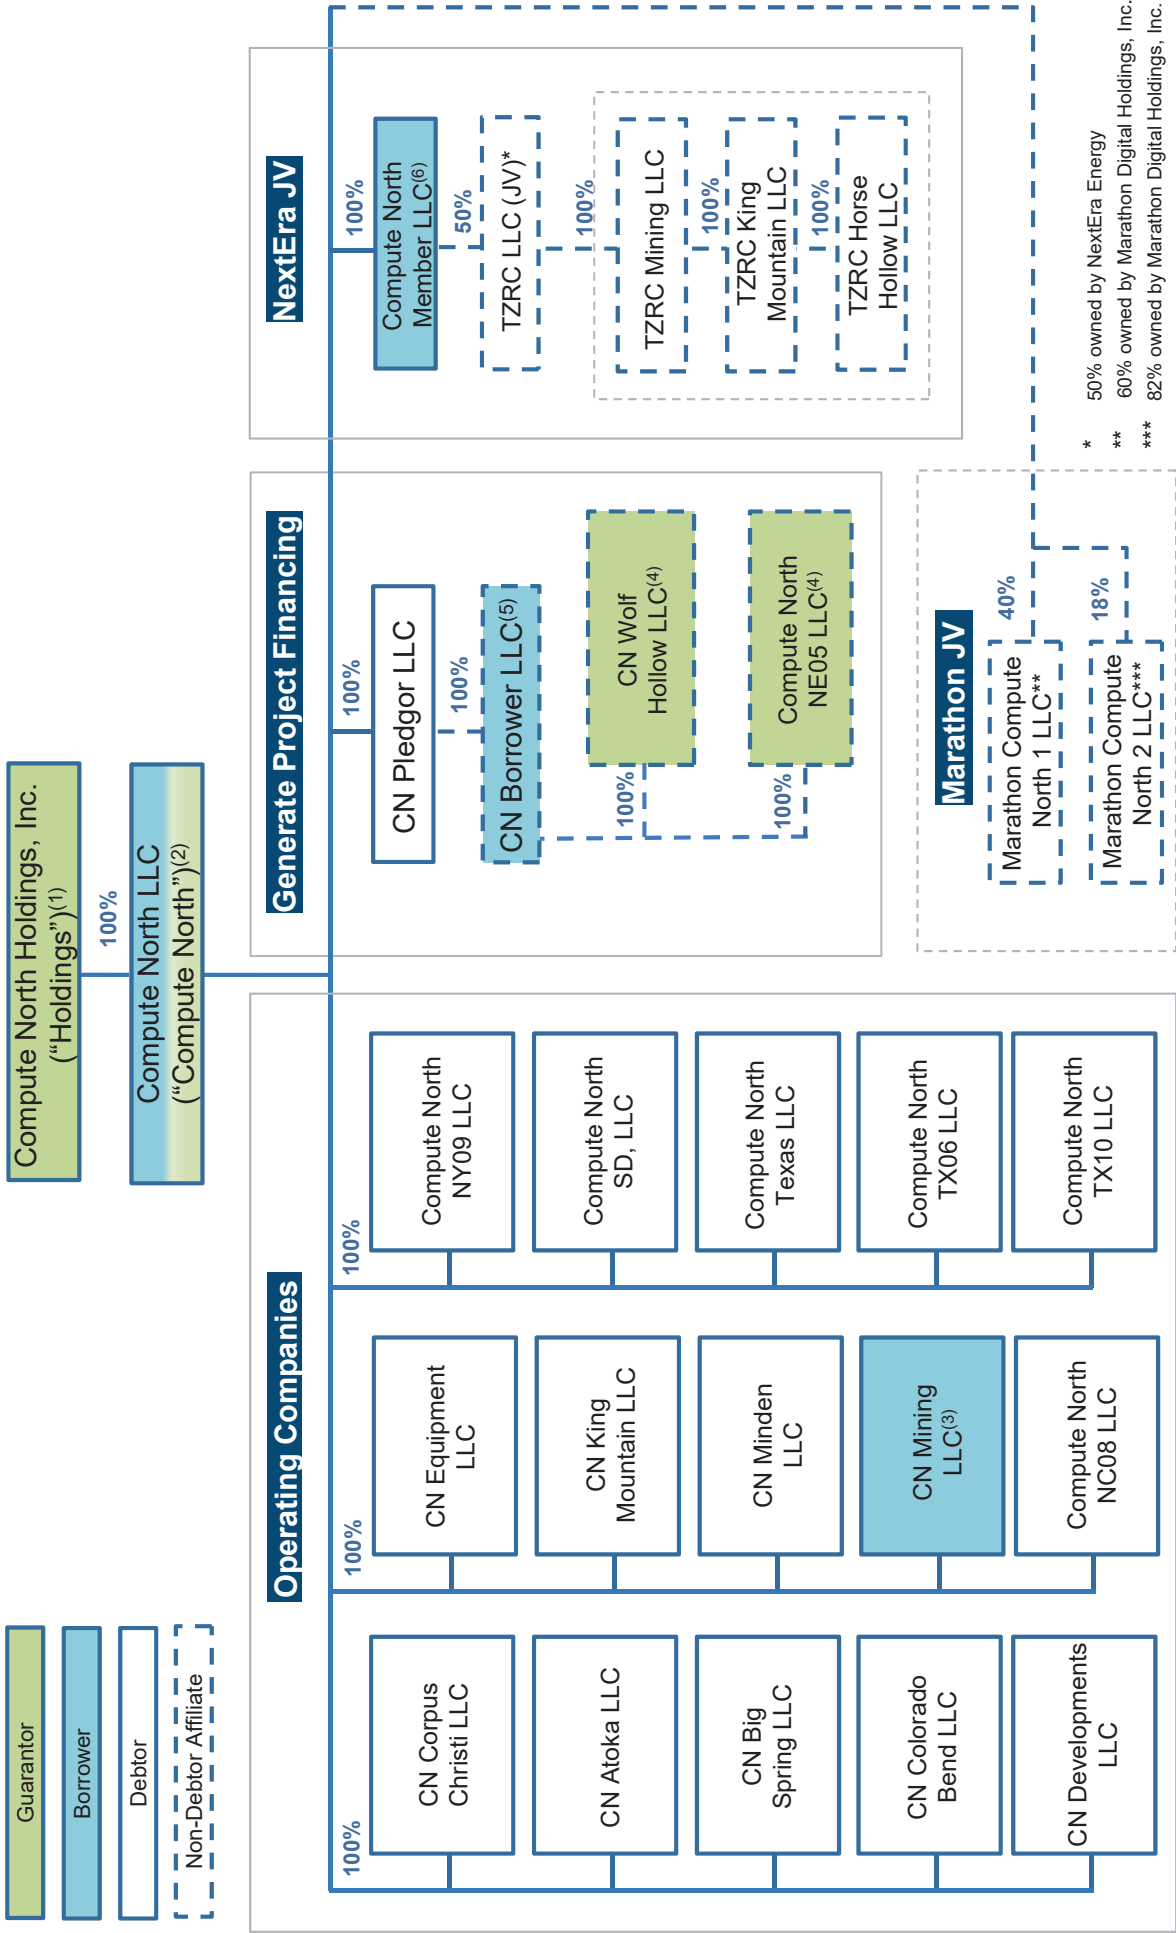 Guarantor
Borrower
Debtor
Non-Debtor Affiliate
Compute North Holdings, Inc.
(“Holdings”)(1)
100%
Compute North LLC
(“Compute North”)(2)
Operating Companies
100%
CN Corpus
Christi LLC
CN Atoka LLC
CN Big
Spring LLC
CN Colorado
Bend LLC
CN Developments
LLC
100%
CN Equipment
LLC
CN King
Mountain LLC
CN Minden
LLC
CN Mining
LLC(3)
Compute North
NC08 LLC
100%
Compute North
NY09 LLC
Compute North
SD, LLC
Compute North
Texas LLC
Compute North
TX06 LLC
Compute North
TX10 LLC
Generate Project Financing
100%
CN Pledgor LLC
100%
CN Borrower LLC(5)
100%
CN Wolf
Hollow LLC(4)
100%
Compute North
NE05 LLC(4)
NextEra JV
100%
Compute North
Member LLC(6)
50%
TZRC LLC (JV)*
100%
TZRC Mining LLC
100%
TZRC King
Mountain LLC
100%
TZRC Horse
Hollow LLC
Marathon JV
Marathon Compute
North 1 LLC**
40%
Marathon Compute
North 2 LLC***
18%
* 50% owned by NextEra Energy
** 60% owned by Marathon Digital Holdings, Inc.
*** 82% owned by Marathon Digital Holdings, Inc.